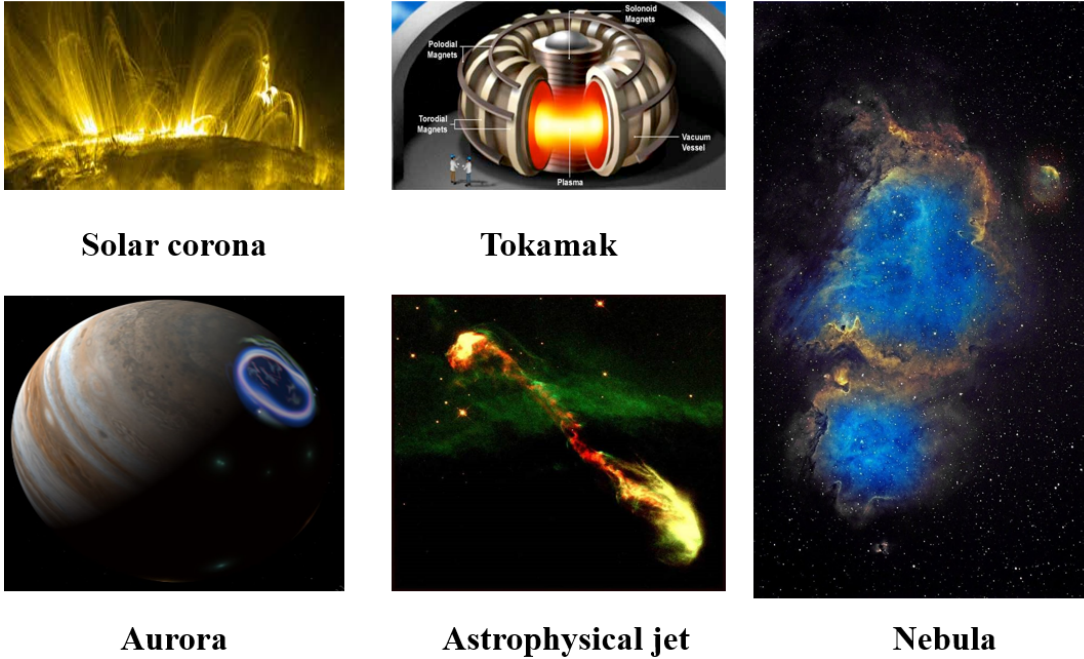 Solonoid
Magnets
Polodial
Magnets
Torodial
Magnets
Vacuum
Vessel
Plasma
Solar corona
Tokamak
Aurora
Astrophysical jet
Nebula